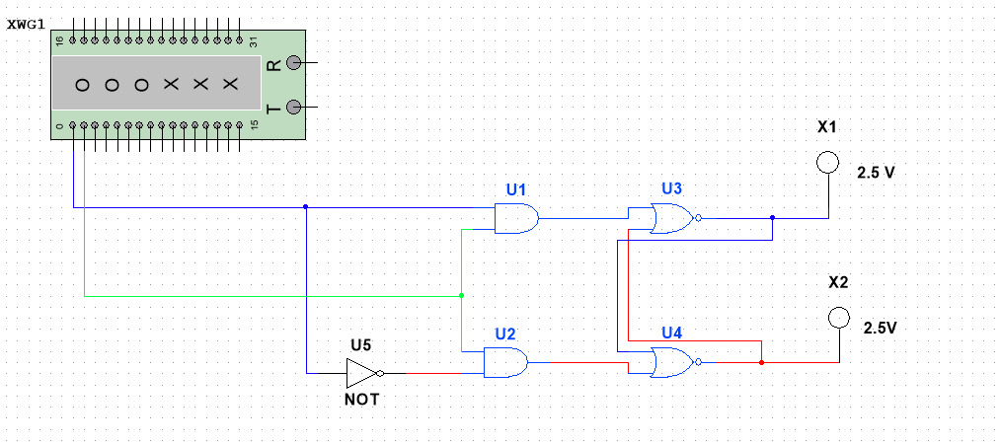 XWG1
16
31
R
O O O X X X
T
0
15
X1
2.5 V
U1
U3
X2
2.5V
U2
U4
U5
NOT